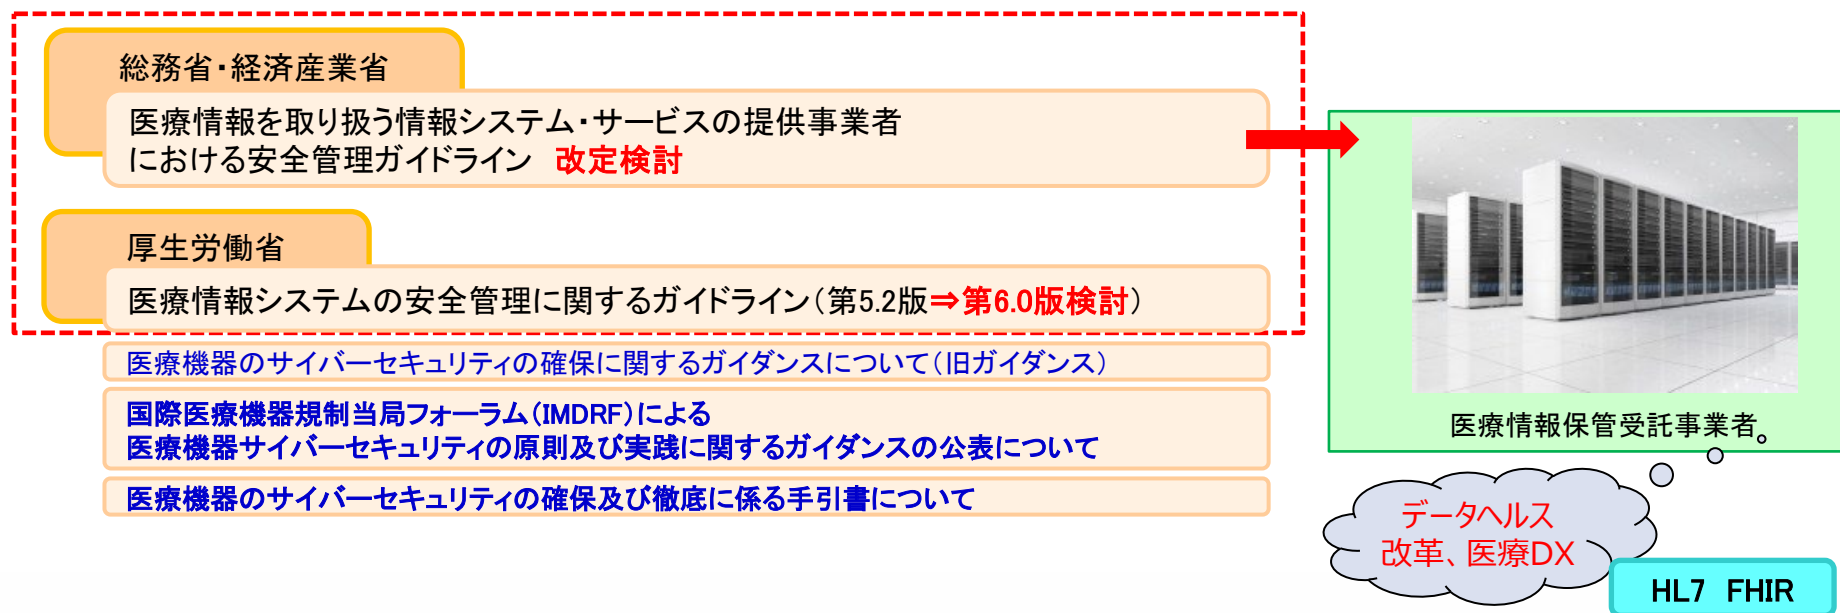 総務省・経済産業省
医療情報を取り扱う情報システム・サービスの提供事業者
における安全管理ガイドライン　改定検討
厚生労働省
医療情報システムの安全管理に関するガイドライン（第5.2版⇒第6.0版検討）
医療機器のサイバーセキュリティの確保に関するガイダンスについて（旧ガイダンス）
国際医療機器規制当局フォーラム（IMDRF）による
医療機器サイバーセキュリティの原則及び実践に関するガイダンスの公表について
医療機器のサイバーセキュリティの確保及び徹底に係る手引書について
医療情報保管受託事業者
データヘルス
改革、医療DX
HL7　FHIR